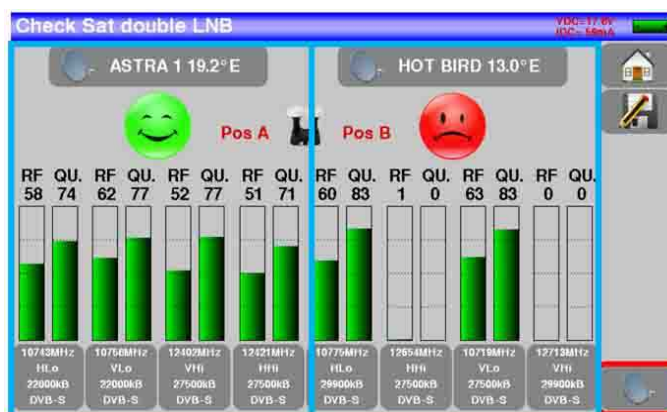 Check Sat double LNB
VDC=17.8V
IDC= 59mA
ASTRA 1 19.2°E
HOT BIRD 13.0°E
Pos A
Pos B
RF QU. RF QU. RF QU. RF QU. RF QU. RF QU. RF QU. RF QU.
58 74 62 77 52 77 51 71 60 83 1 0 63 83 0 0
10743MHz 10756MHz 12402MHz 12421MHz 10775MHz 12654MHz 10719MHz 12713MHz
HLo VLo VHi HHi HLo HHi VLo VHi
22000kB 22000kB 27500kB 27500kB 29900kB 27500kB 27500kB 29900kB
DVB-S DVB-S DVB-S DVB-S DVB-S DVB-S DVB-S DVB-S